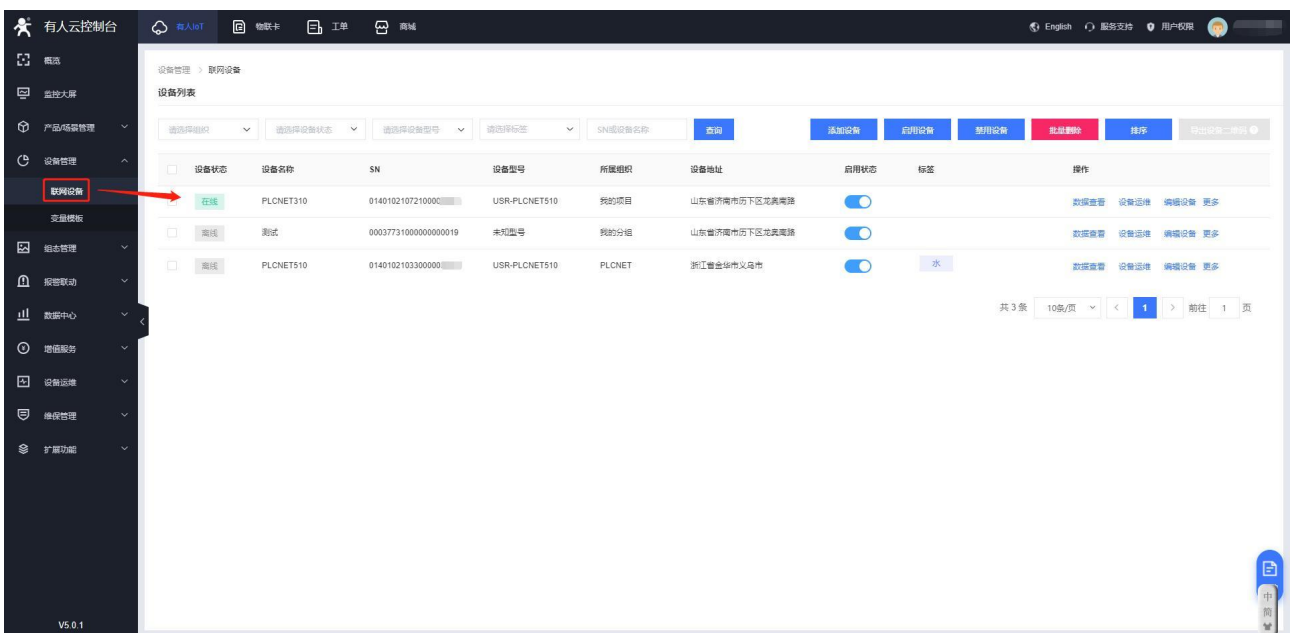 有人云控制台 有人IoT 物联卡 工单 商城 English 服务支持 用户权限
概览
监控大屏
产品/场景管理
设备管理
联网设备
变量模板
组态管理
报警联动
数据中心
增值服务
设备运维
维保管理
扩展功能
V5.0.1
设备管理 > 联网设备
设备列表
请选择组织 请选择设备状态 请选择设备型号 请选择标签 SN或设备名称 查询 添加设备 启用设备 禁用设备 批量删除 排序 导出设备二维码
设备状态 设备名称 SN 设备型号 所属组织 设备地址 启用状态 标签 操作
在线 PLCNET310 0140102107210000 USR-PLCNET510 我的项目 山东省济南市历下区龙奥南路 数据查看 设备运维 编辑设备 更多
离线 测试 00037731000000000019 未知型号 我的分组 山东省济南市历下区龙奥南路 数据查看 设备运维 编辑设备 更多
离线 PLCNET510 0140102103300000 USR-PLCNET510 PLCNET 浙江省金华市义乌市 水 数据查看 设备运维 编辑设备 更多
共 3 条 10条/页 < 1 > 前往 1 页
中
简